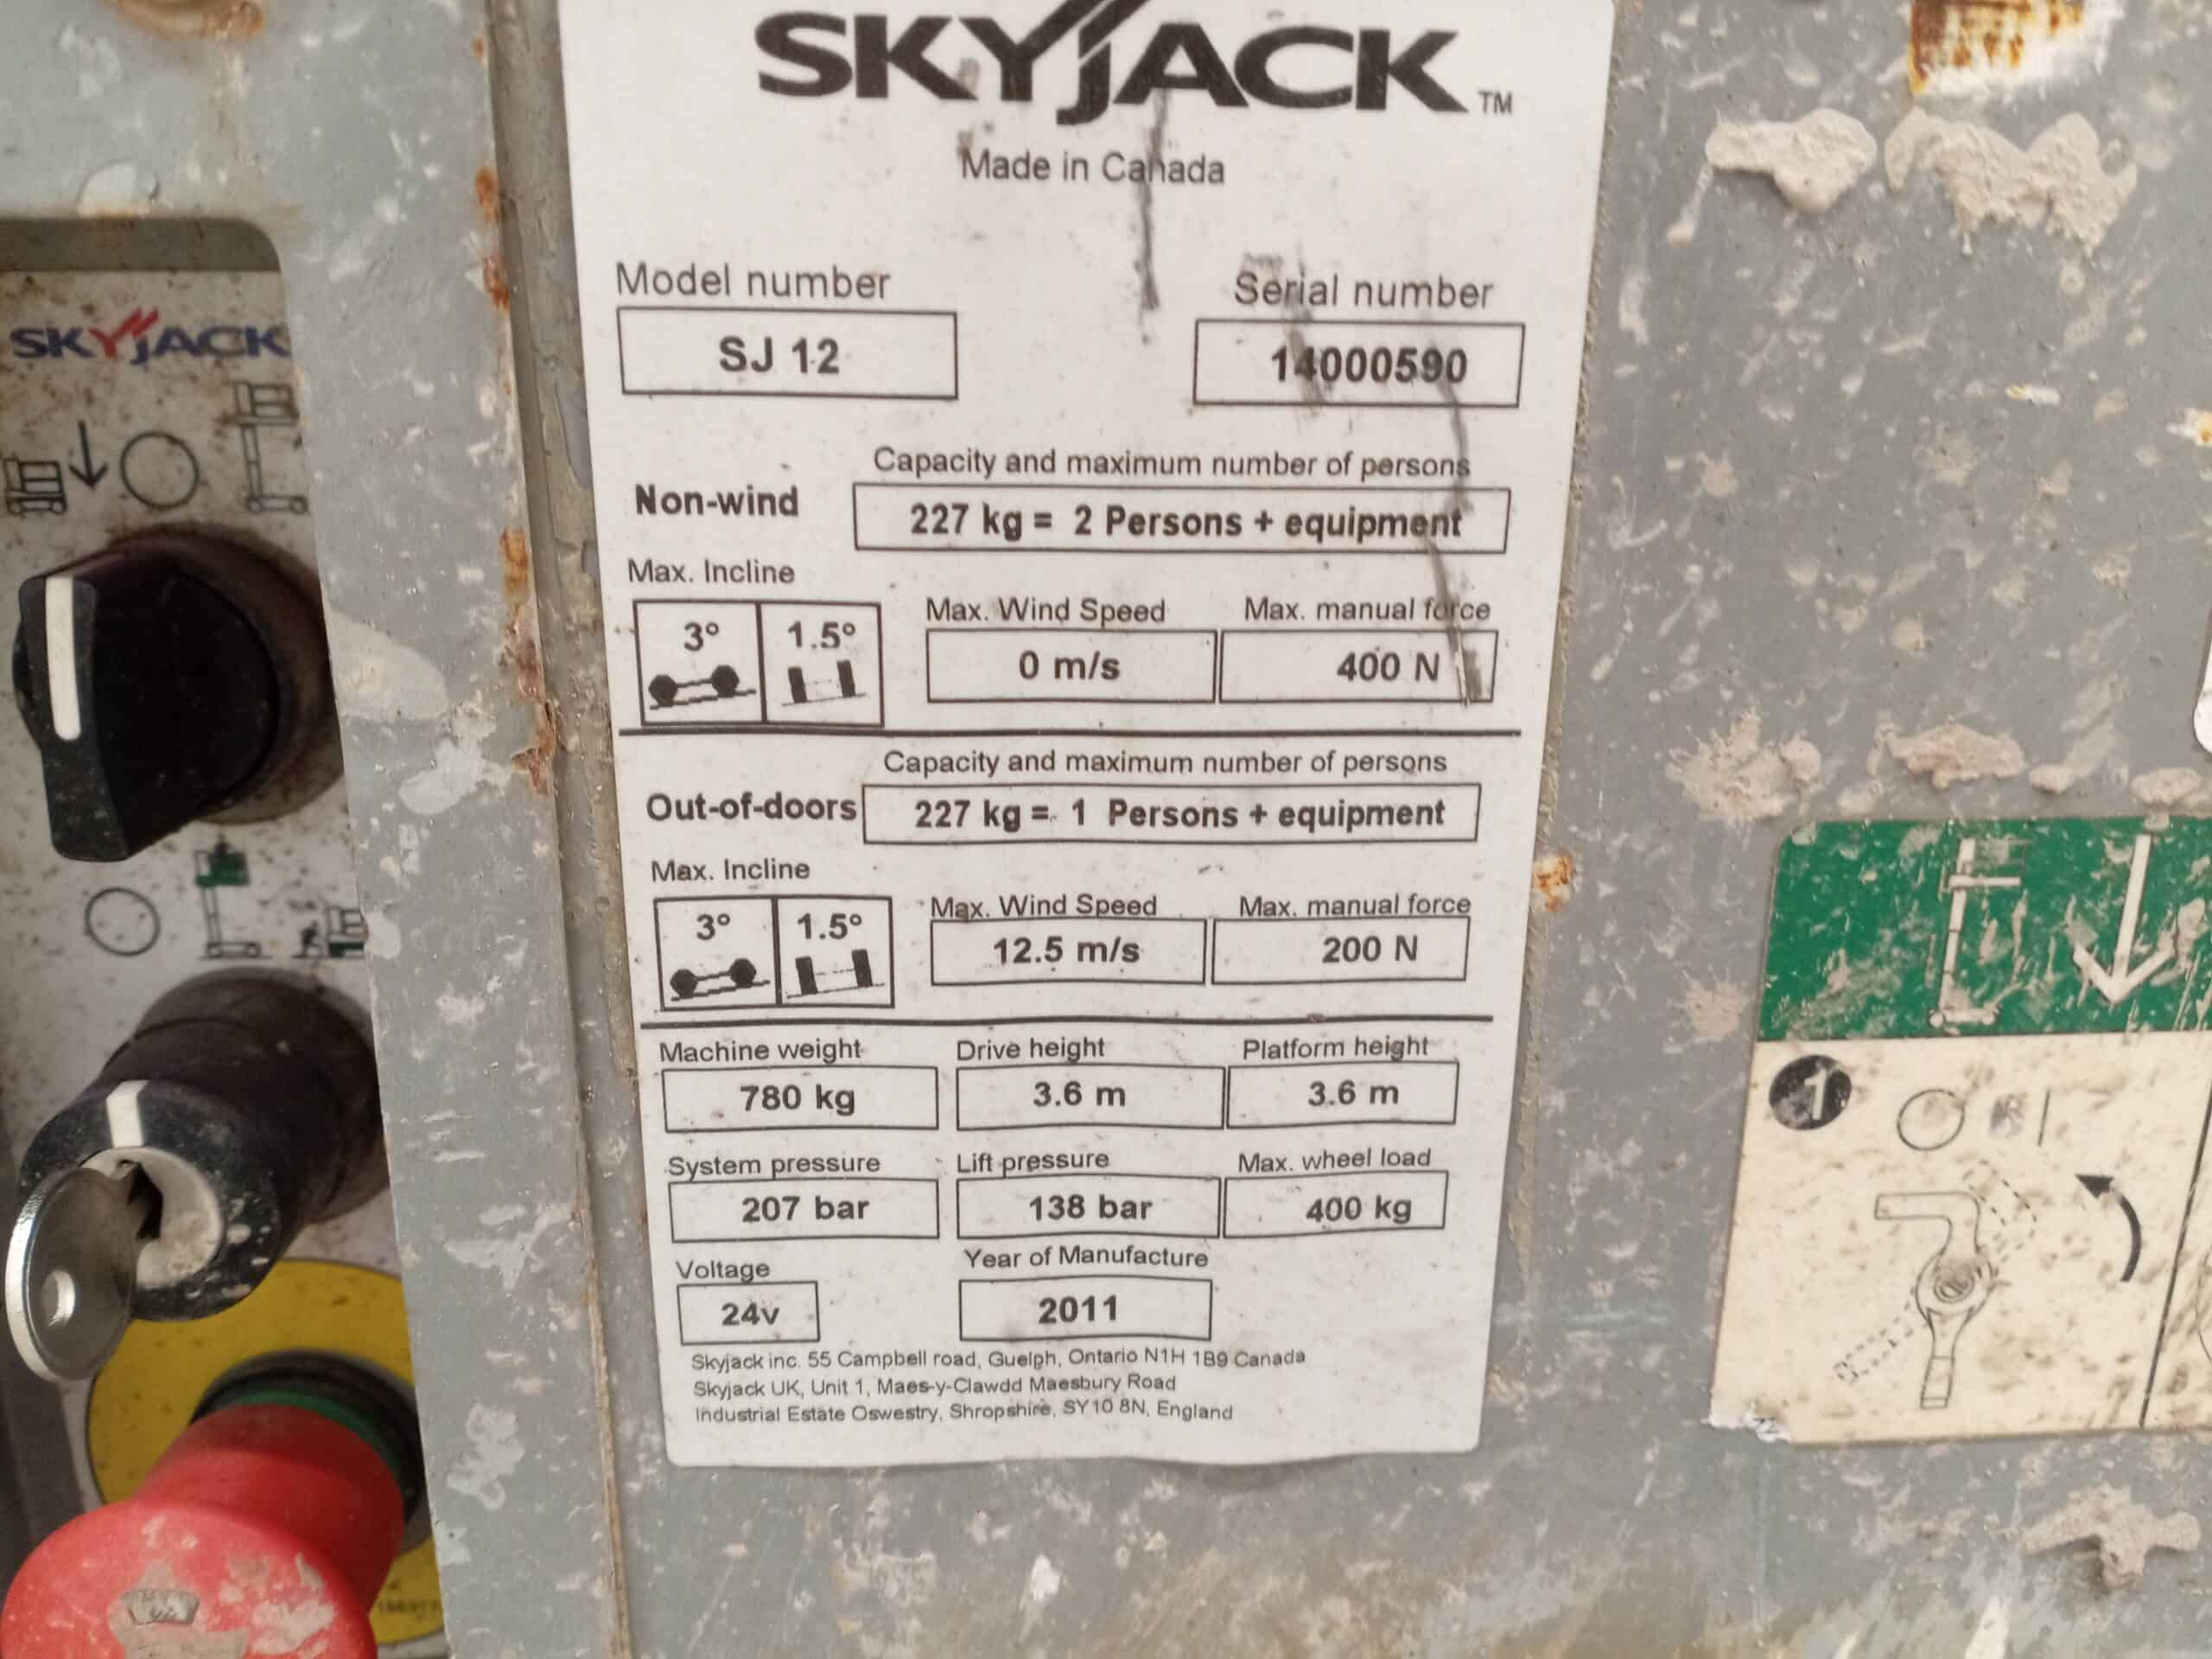 SKYJACK TM
Made in Canada
Model number
SJ 12
Serial number
14000590
Capacity and maximum number of persons
Non-wind
227 kg = 2 Persons + equipment
Max. Incline
3° 1.5°
Max. Wind Speed
0 m/s
Max. manual force
400 N
Capacity and maximum number of persons
Out-of-doors
227 kg = 1 Persons + equipment
Max. Incline
3° 1.5°
Max. Wind Speed
12.5 m/s
Max. manual force
200 N
Machine weight
780 kg
Drive height
3.6 m
Platform height
3.6 m
System pressure
207 bar
Lift pressure
138 bar
Max. wheel load
400 kg
Voltage
24v
Year of Manufacture
2011
Skyjack inc. 55 Campbell road, Guelph, Ontario N1H 1B9 Canada
Skyjack UK, Unit 1, Maes-y-Clawdd Maesbury Road
Industrial Estate Oswestry, Shropshire, SY10 8N, England
SKYJACK
1